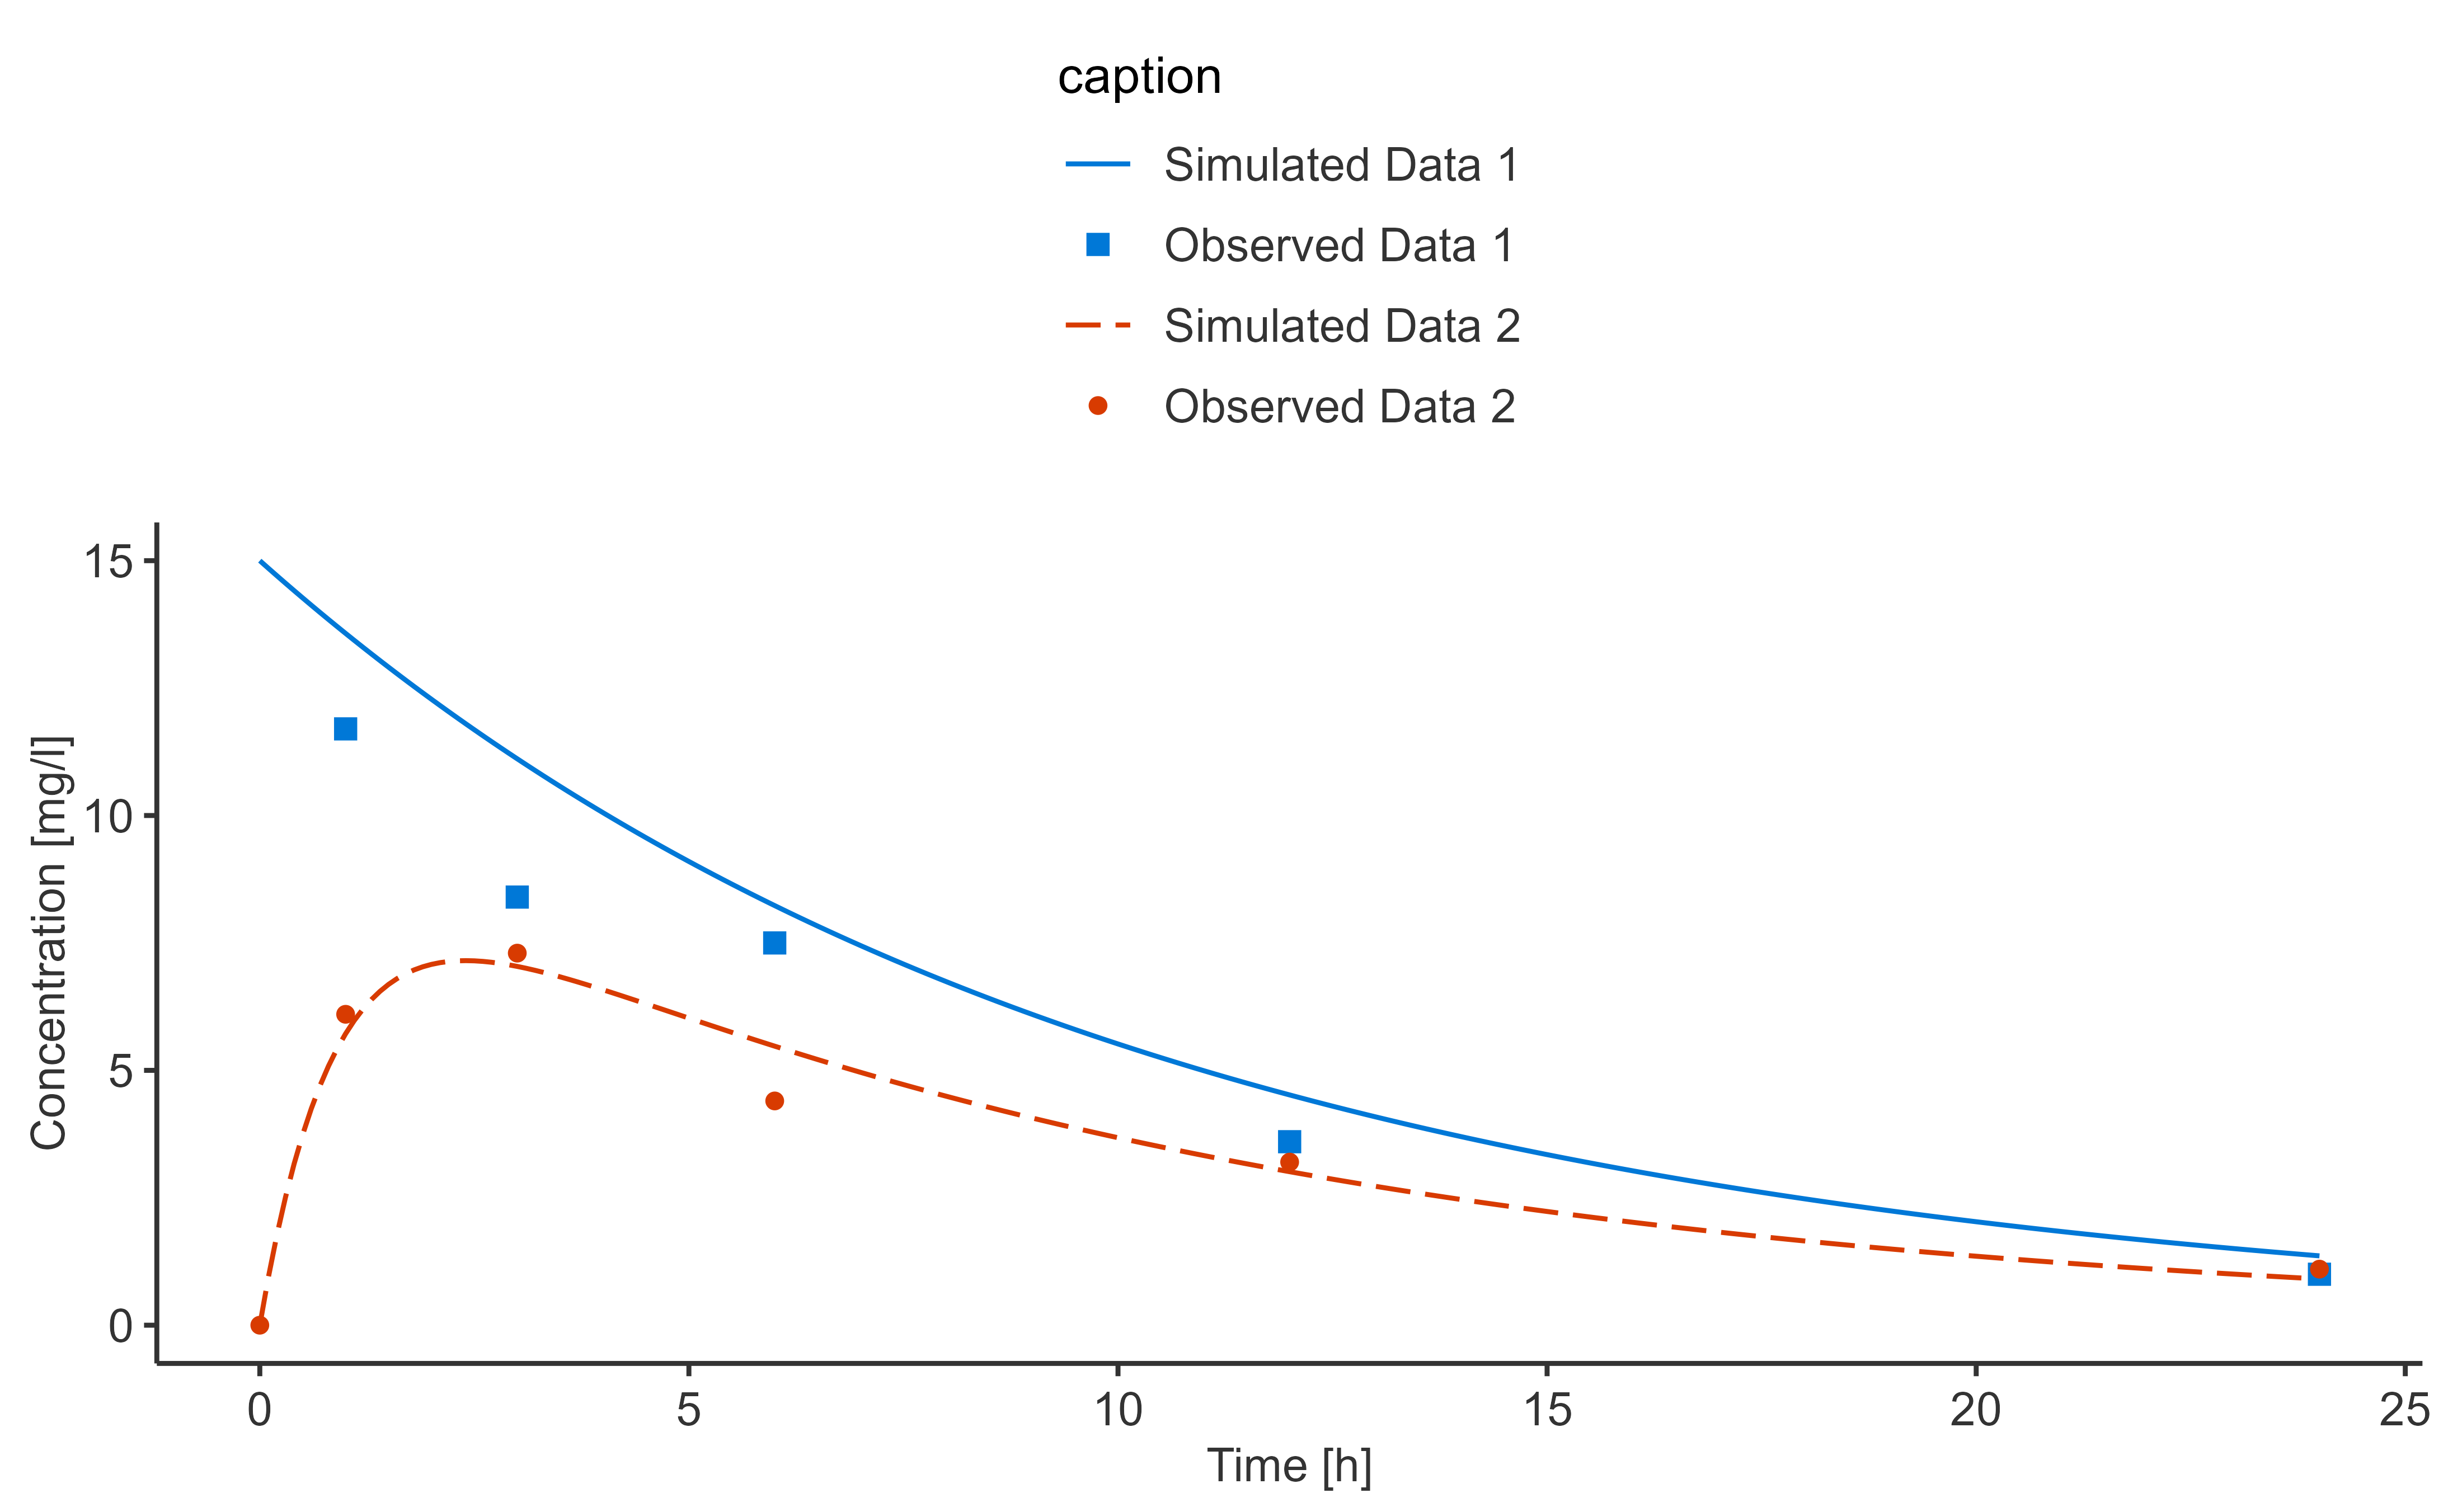 caption
Simulated Data 1
Observed Data 1
Simulated Data 2
Observed Data 2
15
10
5
0
Concentration [mg/l]
0 5 10 15 20 25
Time [h]